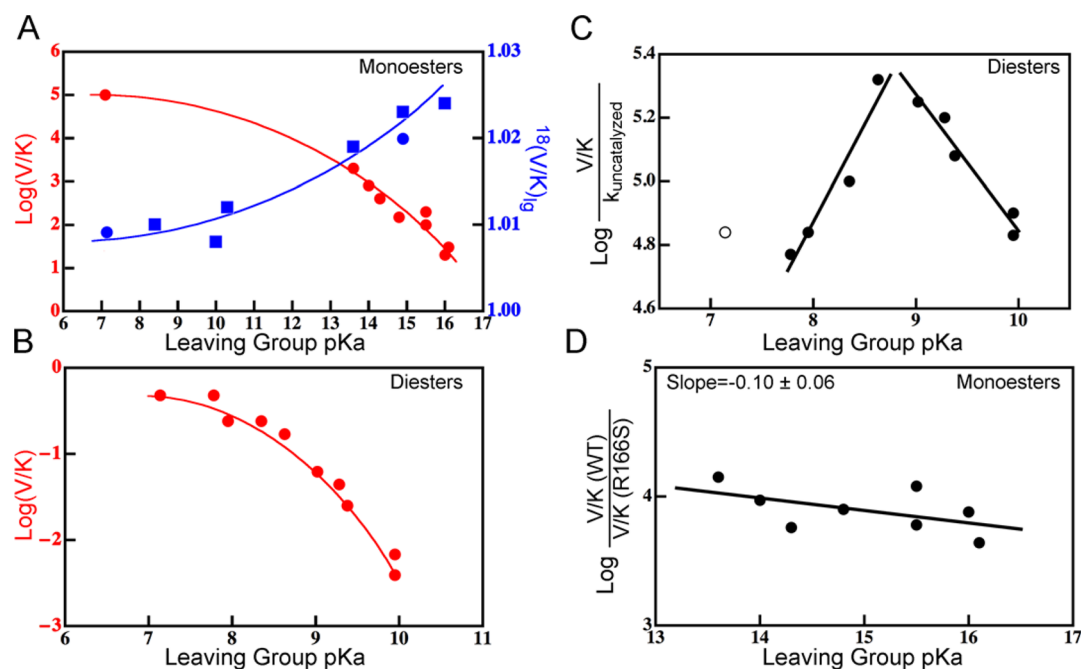 A
Monoesters
Log(V/K)
6
5
4
3
2
1
0
1.03
1.02
1.01
1.00
18(V/K)lg
6 7 8 9 10 11 12 13 14 15 16 17
Leaving Group pKa
C
Diesters
Log V/K
kuncatalyzed
5.4
5.2
5.0
4.8
4.6
7 8 9 10
Leaving Group pKa
B
Diesters
Log(V/K)
-0
-1
-2
-3
6 7 8 9 10 11
Leaving Group pKa
D
Slope=-0.10 ± 0.06
Monoesters
Log V/K (WT)
V/K (R166S)
5
4
3
13 14 15 16 17
Leaving Group pKa